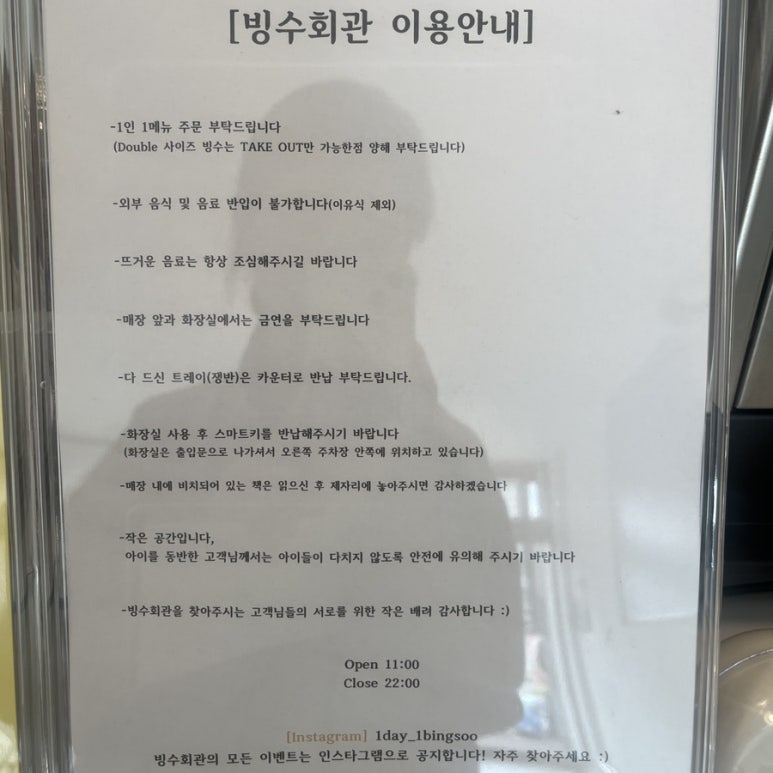 [빙수회관 이용안내]
-1인 1메뉴 주문 부탁드립니다
(Double 사이즈 빙수는 TAKE OUT만 가능한점 양해 부탁드립니다)
-외부 음식 및 음료 반입이 불가합니다(이유식 제외)
-뜨거운 음료는 항상 조심해주시길 바랍니다
-매장 앞과 화장실에서는 금연을 부탁드립니다
-다 드신 트레이(쟁반)은 카운터로 반납 부탁드립니다.
-화장실 사용 후 스마트키를 반납해주시기 바랍니다
(화장실은 출입문으로 나가셔서 오른쪽 주차장 안쪽에 위치하고 있습니다)
-매장 내에 비치되어 있는 책은 읽으신 후 제자리에 놓아주시면 감사하겠습니다
-작은 공간입니다,
아이를 동반한 고객님께서는 아이들이 다치지 않도록 안전에 유의해 주시기 바랍니다
-빙수회관을 찾아주시는 고객님들의 서로를 위한 작은 배려 감사합니다 :)
Open 11:00
Close 22:00
[Instagram] 1day_1bingsoo
빙수회관의 모든 이벤트는 인스타그램으로 공지합니다! 자주 찾아주세요 :)